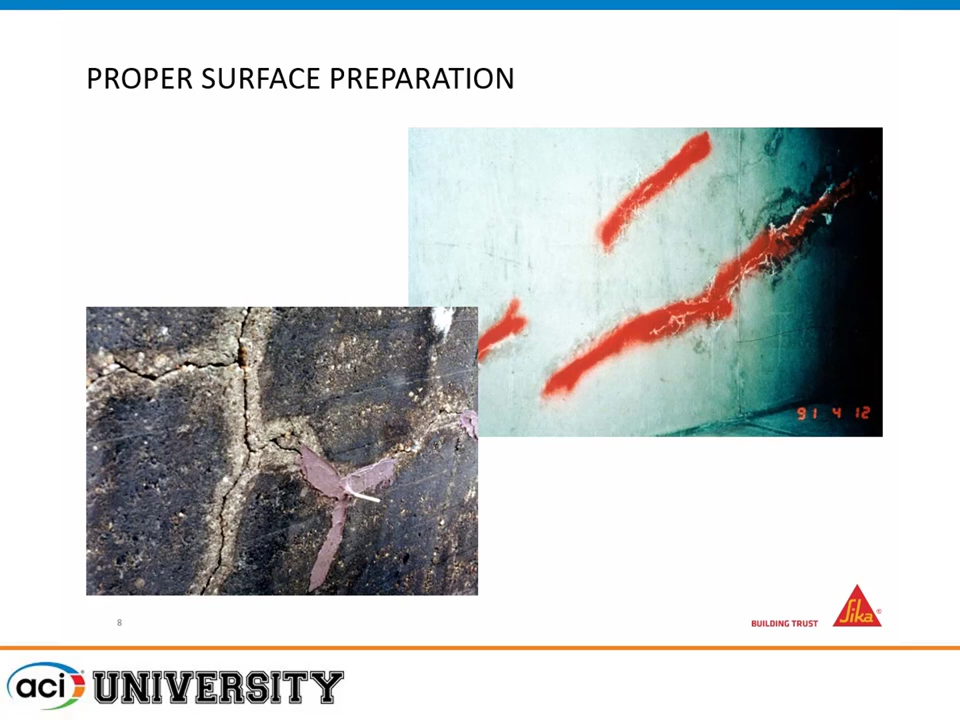 PROPER SURFACE PREPARATION
91 4 12
8
BUILDING TRUST
Sika®
aci® UNIVERSITY